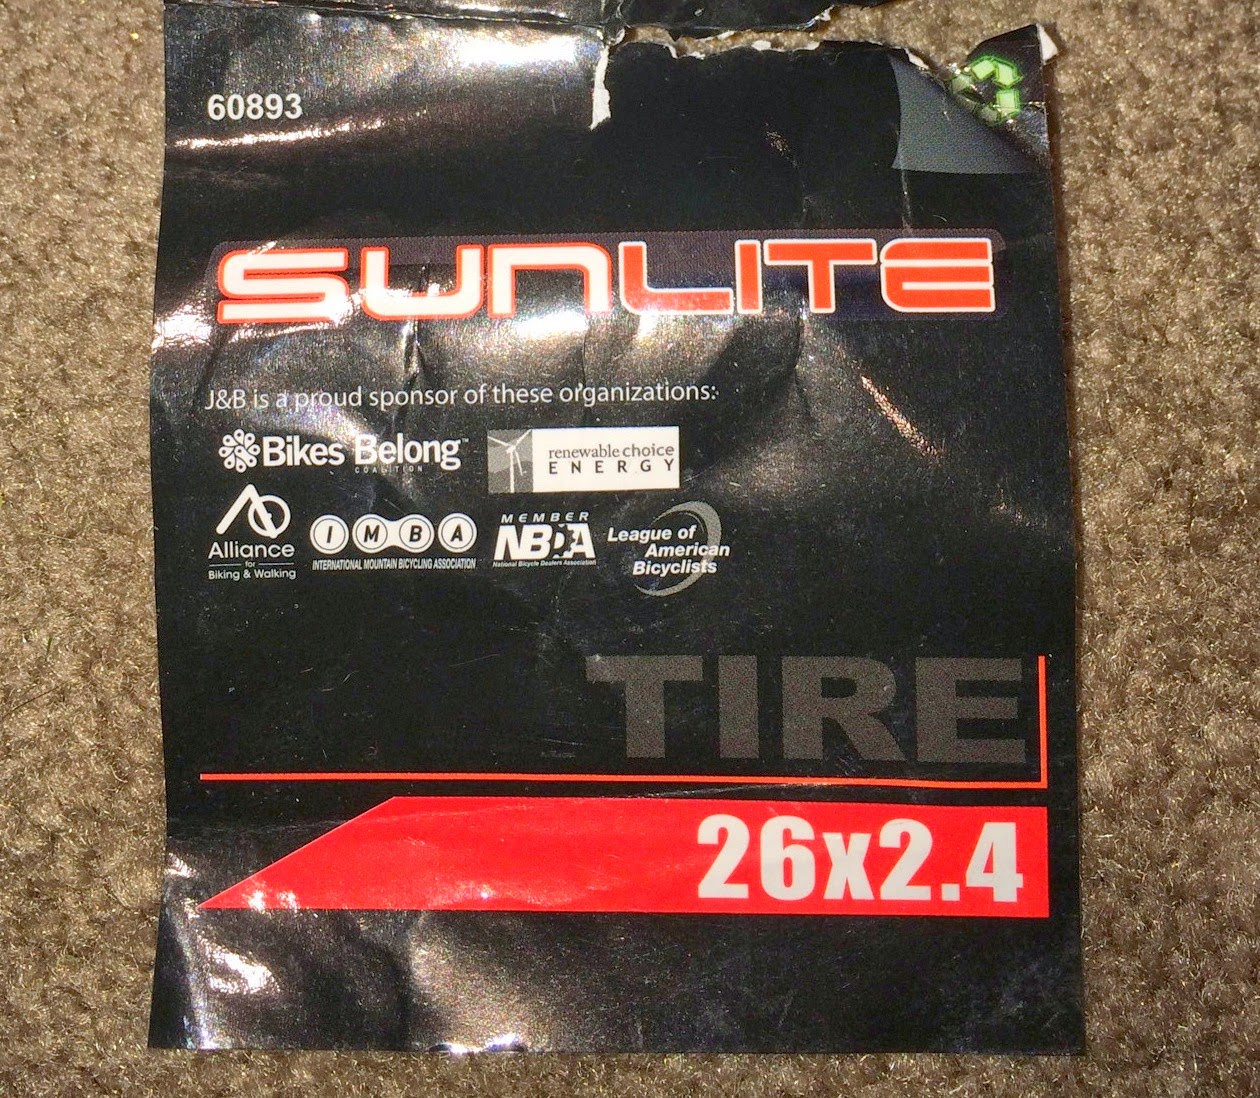 60893
SUNLITE
J&B is a proud sponsor of these organizations:
Bikes Belong™
COALITION
renewable choice
ENERGY
Alliance
for
Biking & Walking
IMBA
INTERNATIONAL MOUNTAIN BICYCLING ASSOCIATION
MEMBER
NBDA
National Bicycle Dealers Association
League of
American
Bicyclists
TIRE
26x2.4